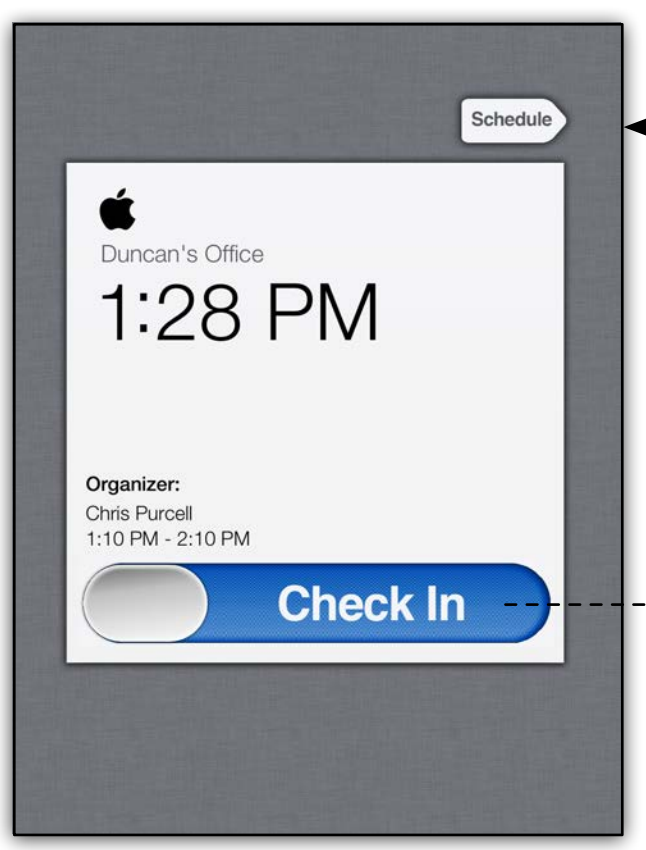 Schedule
Duncan's Office
1:28 PM
Organizer:
Chris Purcell
1:10 PM - 2:10 PM
Check In